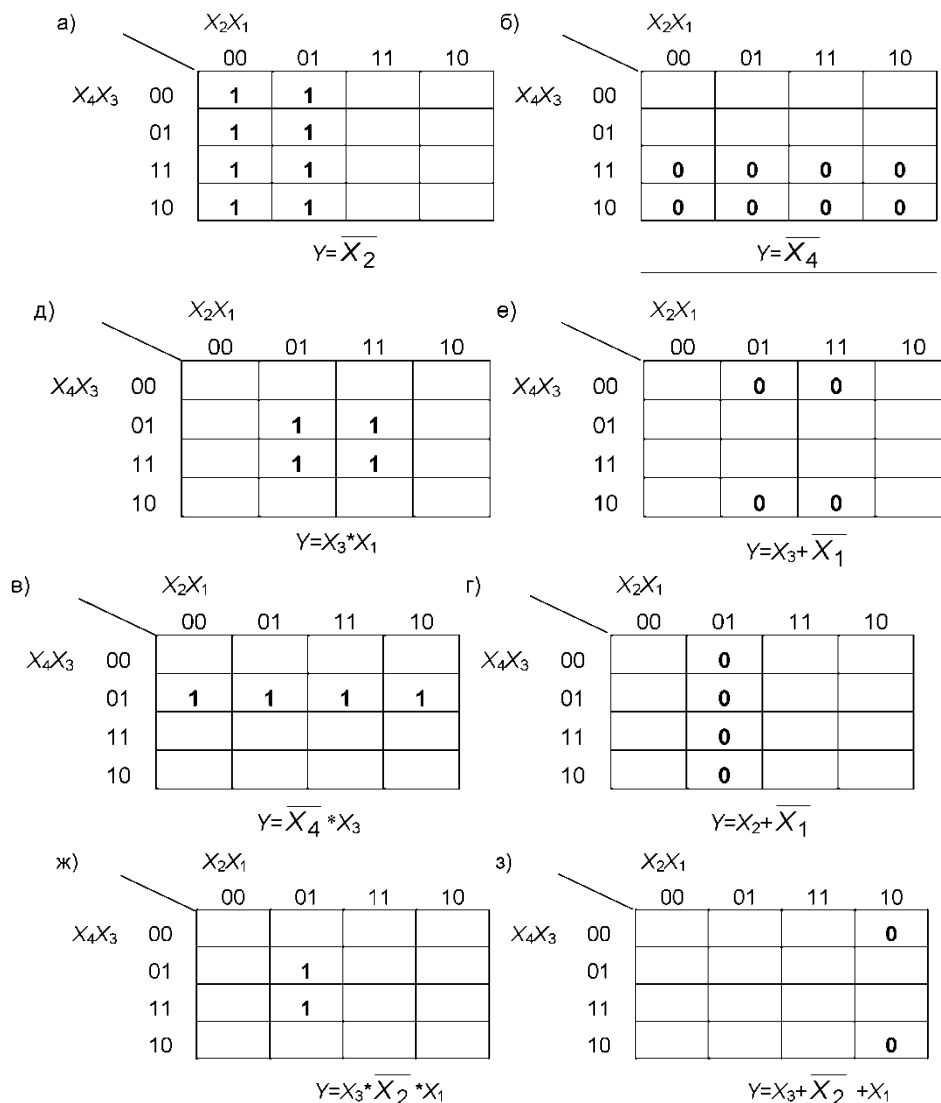 а) X₂X₁ б) X₂X₁
00 01 11 10 00 01 11 10
X₄X₃ 00 1 1 X₄X₃ 00
01 1 1 01
11 1 1 11 0 0 0 0
10 1 1 10 0 0 0 0
Y=X̅₂ Y=X̅₄
д) X₂X₁ е) X₂X₁
00 01 11 10 00 01 11 10
X₄X₃ 00 X₄X₃ 00 0 0
01 1 1 01
11 1 1 11
10 10 0 0
Y=X₃*X₁ Y=X₃+X̅₁
в) X₂X₁ г) X₂X₁
00 01 11 10 00 01 11 10
X₄X₃ 00 X₄X₃ 00 0
01 1 1 1 1 01 0
11 11 0
10 10 0
Y=X̅₄*X₃ Y=X₂+X̅₁
ж) X₂X₁ з) X₂X₁
00 01 11 10 00 01 11 10
X₄X₃ 00 X₄X₃ 00 0
01 1 01
11 1 11
10 10 0
Y=X₃*X̅₂*X₁ Y=X₃+X̅₂+X₁